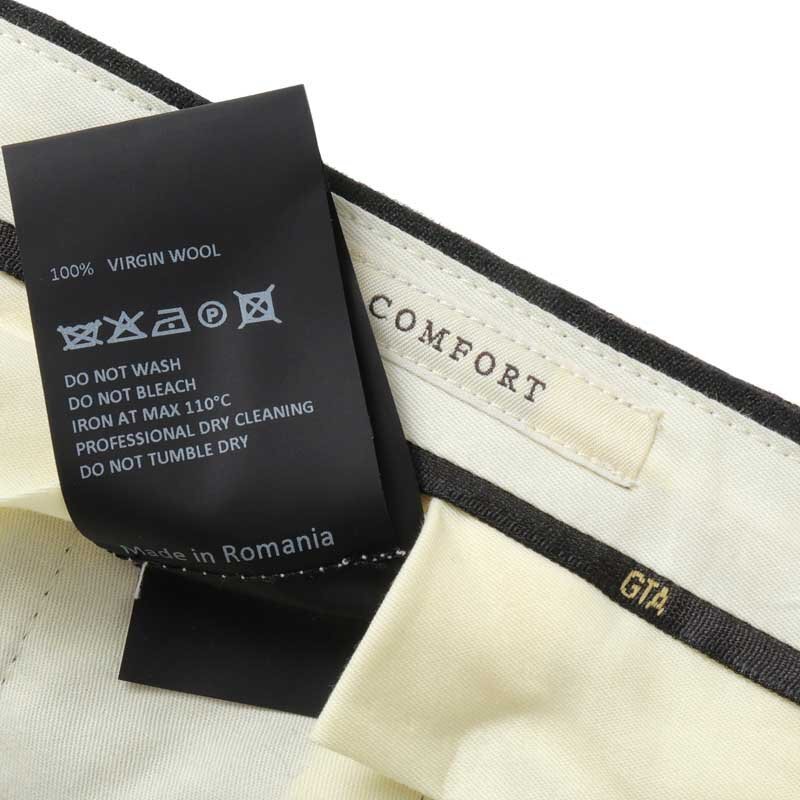 100% VIRGIN WOOL
P
DO NOT WASH
DO NOT BLEACH
IRON AT MAX 110°C
PROFESSIONAL DRY CLEANING
DO NOT TUMBLE DRY
Made in Romania
COMFORT
GTA